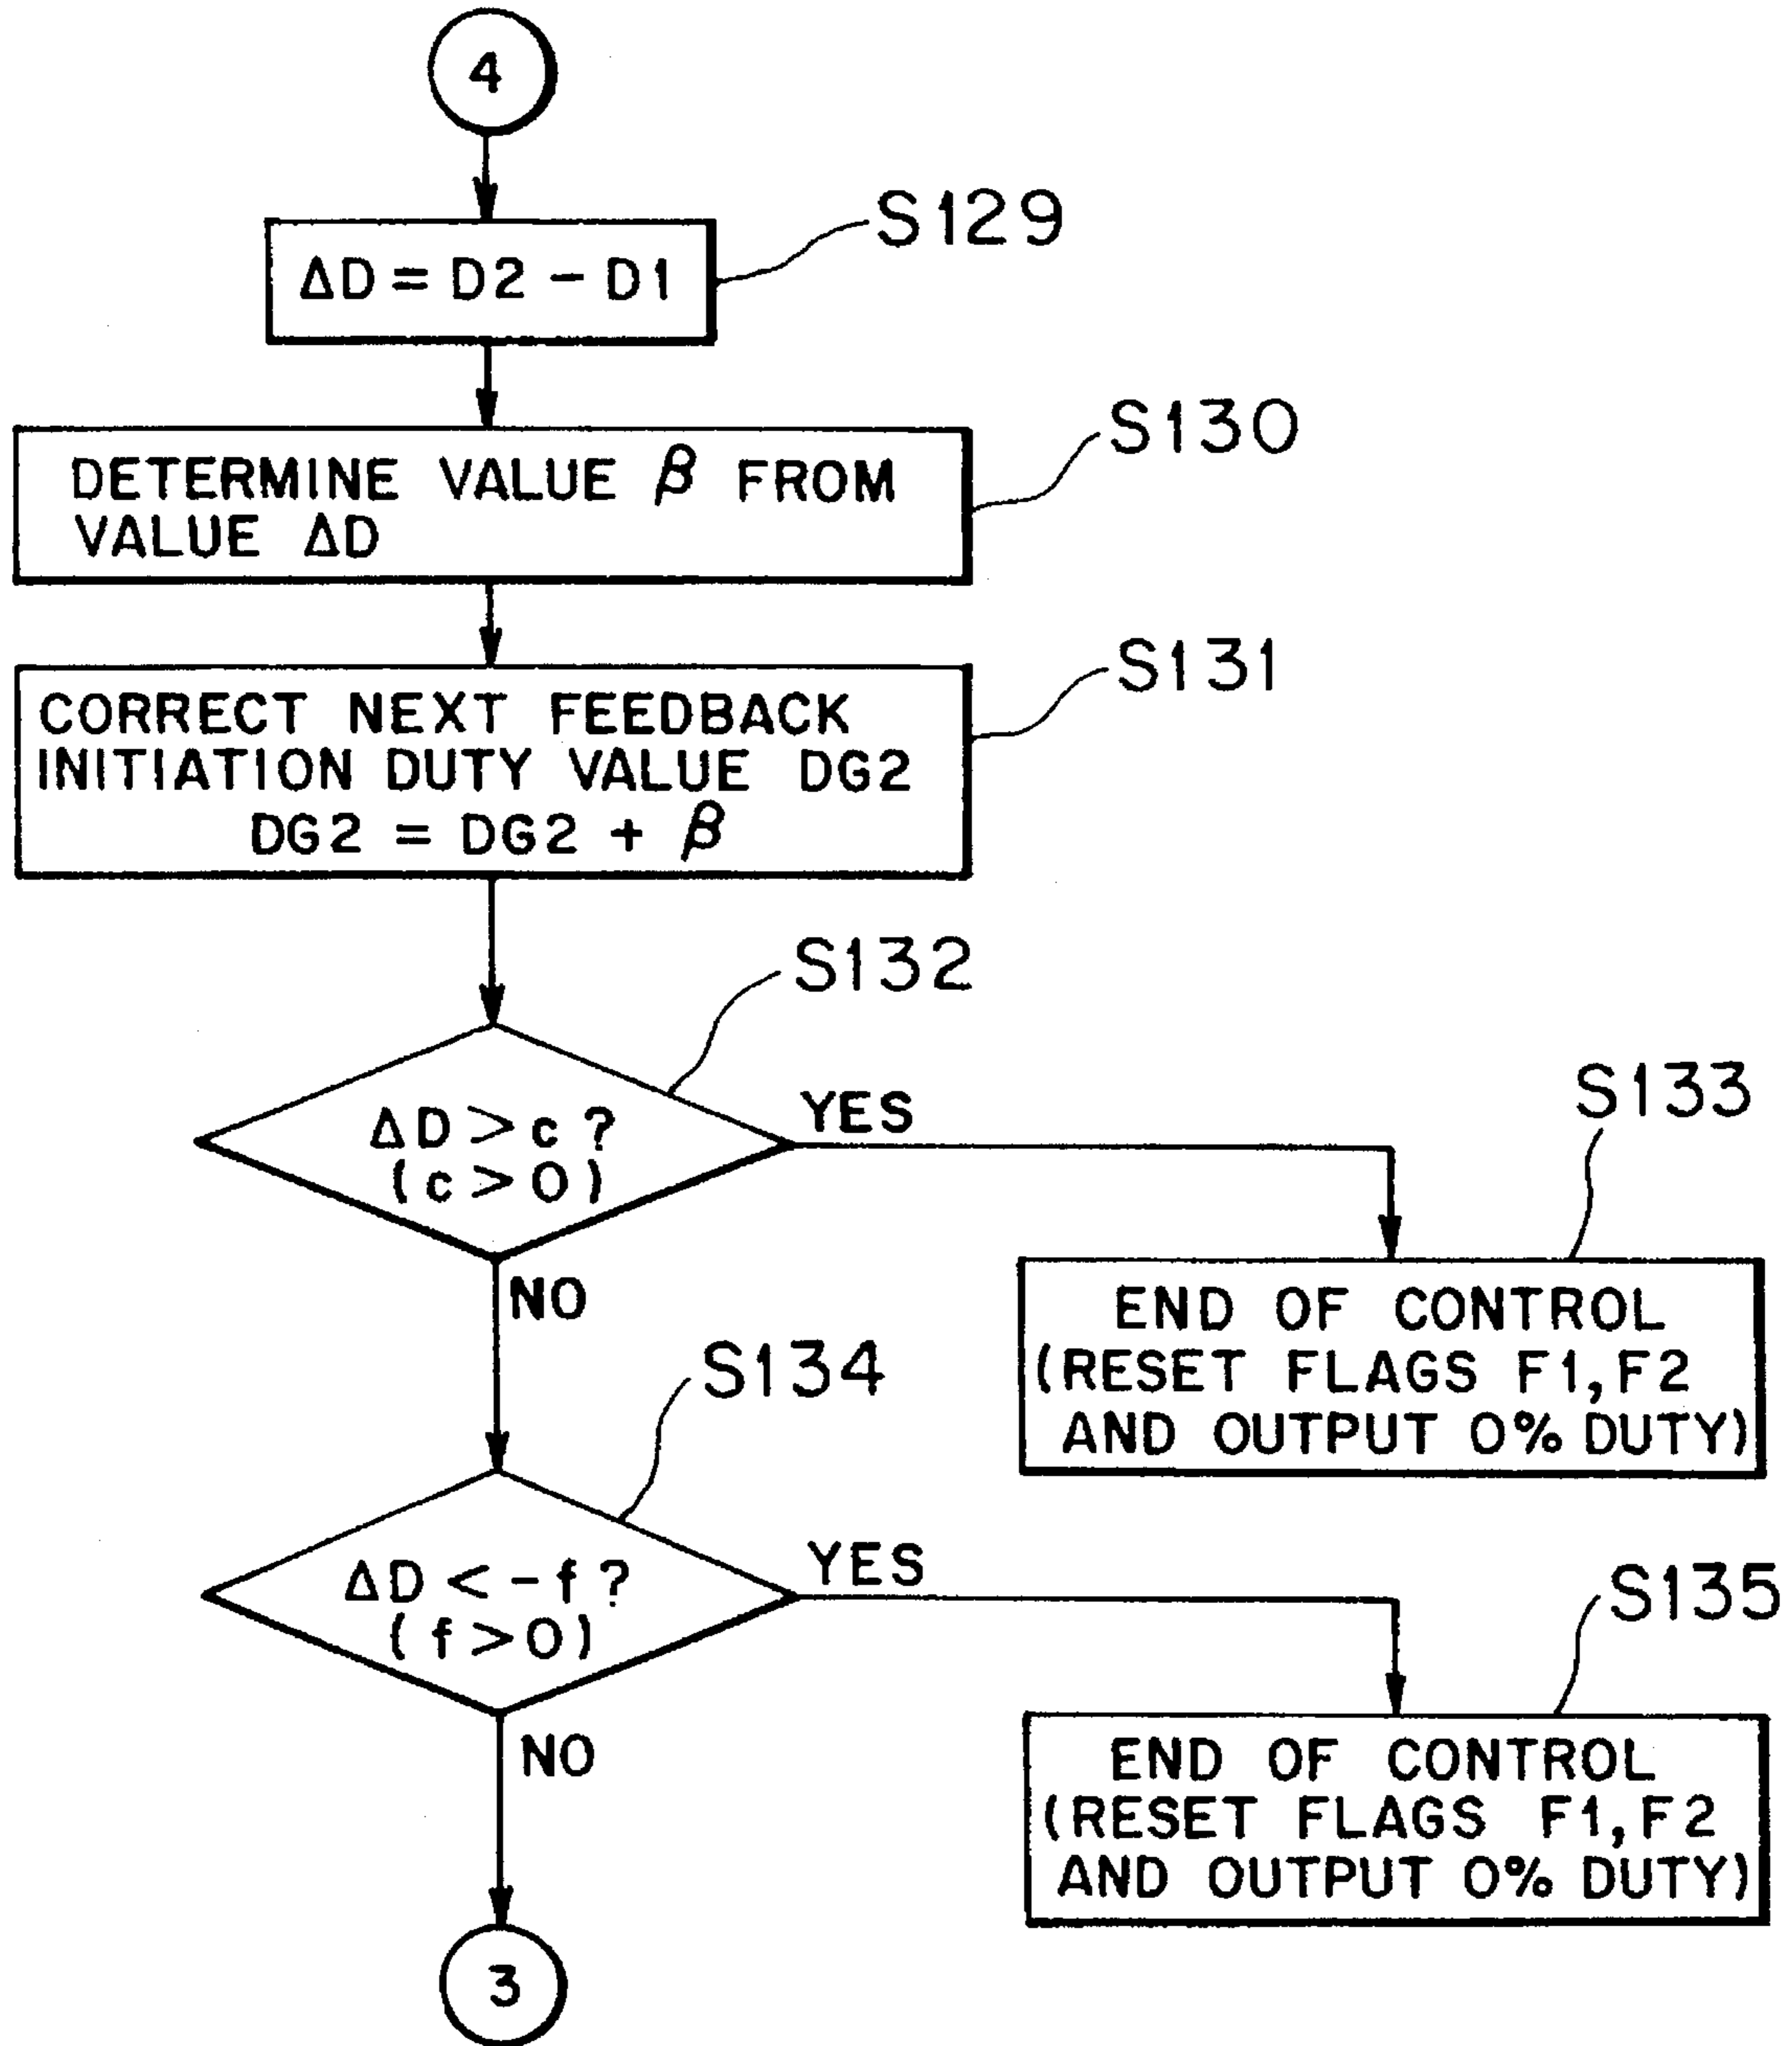 4
S129
ΔD = D2 - D1
S130
DETERMINE VALUE β FROM
VALUE ΔD
S131
CORRECT NEXT FEEDBACK
INITIATION DUTY VALUE DG2
DG2 = DG2 + β
S132
ΔD > c ?
(c > 0)
YES
S133
NO
END OF CONTROL
(RESET FLAGS F1, F2
AND OUTPUT 0% DUTY)
S134
ΔD < -f ?
(f > 0)
YES
S135
NO
END OF CONTROL
(RESET FLAGS F1, F2
AND OUTPUT 0% DUTY)
3